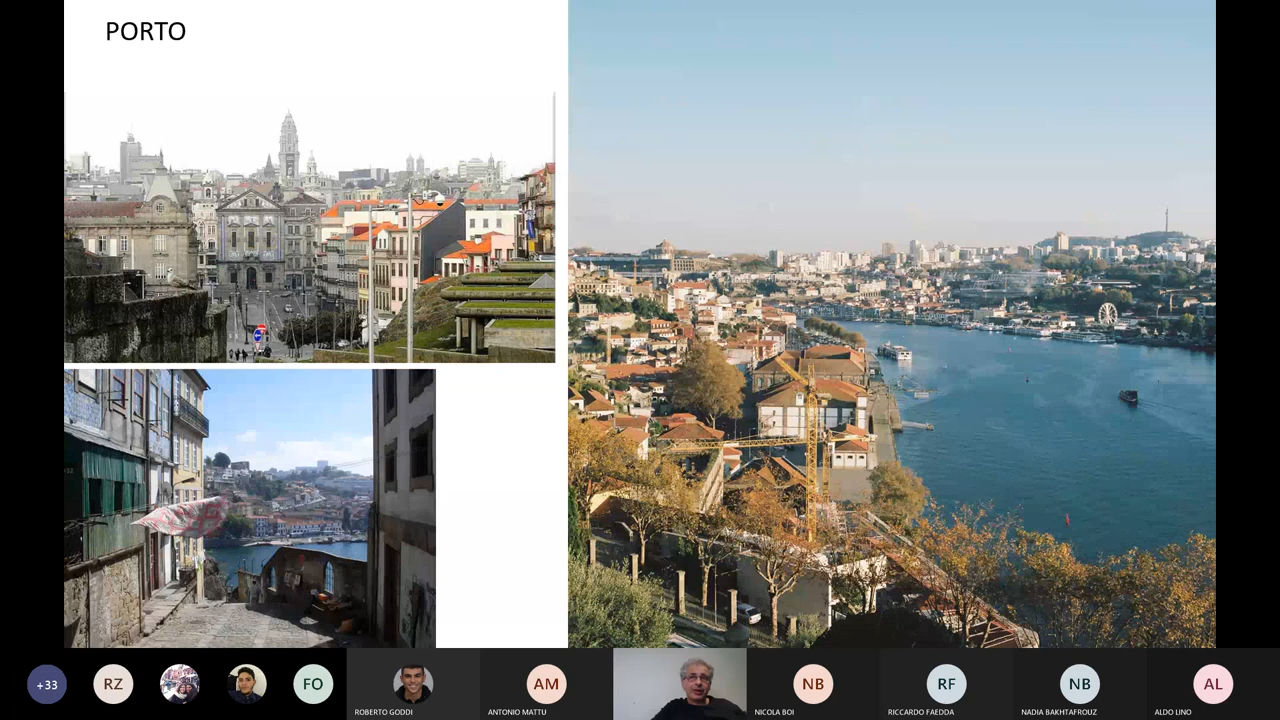 PORTO
+33
RZ
FO
ROBERTO GODDI
AM
ANTONIO MATTU
NB
NICOLA BOI
RF
RICCARDO FAEDDA
NB
NADIA BAKHTAFROUZ
AL
ALDO LINO